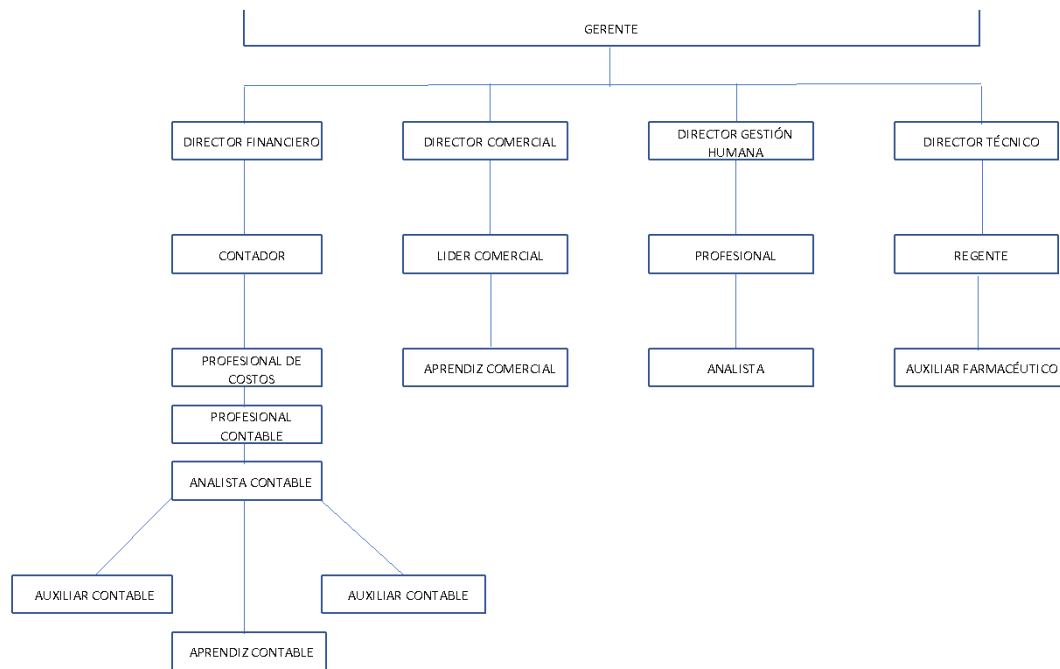 GERENTE
DIRECTOR FINANCIERO
DIRECTOR COMERCIAL
DIRECTOR GESTIÓN
HUMANA
DIRECTOR TÉCNICO
CONTADOR
LIDER COMERCIAL
PROFESIONAL
REGENTE
PROFESIONAL DE
COSTOS
APRENDIZ COMERCIAL
ANALISTA
AUXILIAR FARMACÉUTICO
PROFESIONAL
CONTABLE
ANALISTA CONTABLE
AUXILIAR CONTABLE
AUXILIAR CONTABLE
APRENDIZ CONTABLE